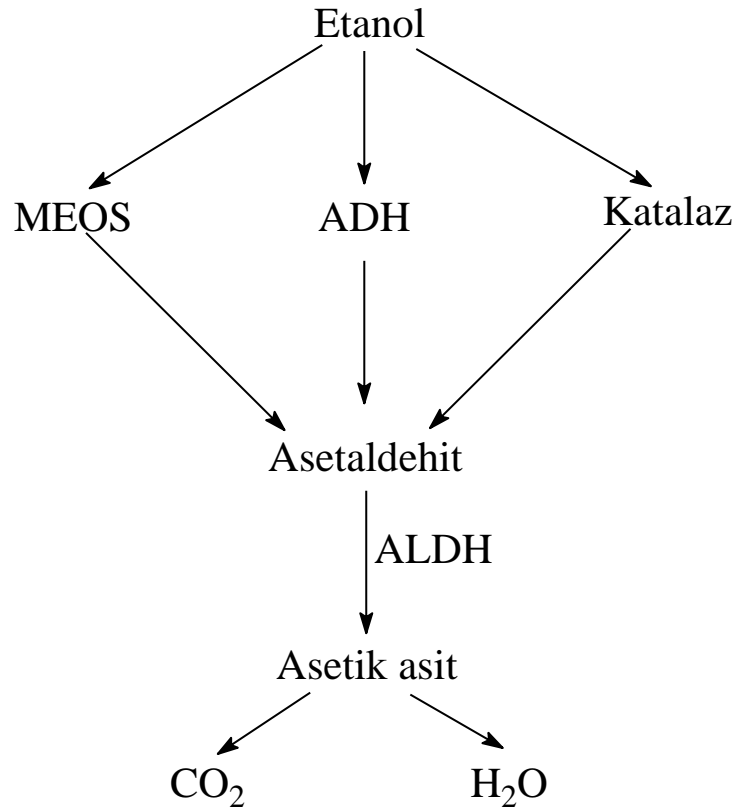 Etanol
MEOS ADH Katalaz
Asetaldehit
ALDH
Asetik asit
CO₂ H₂O